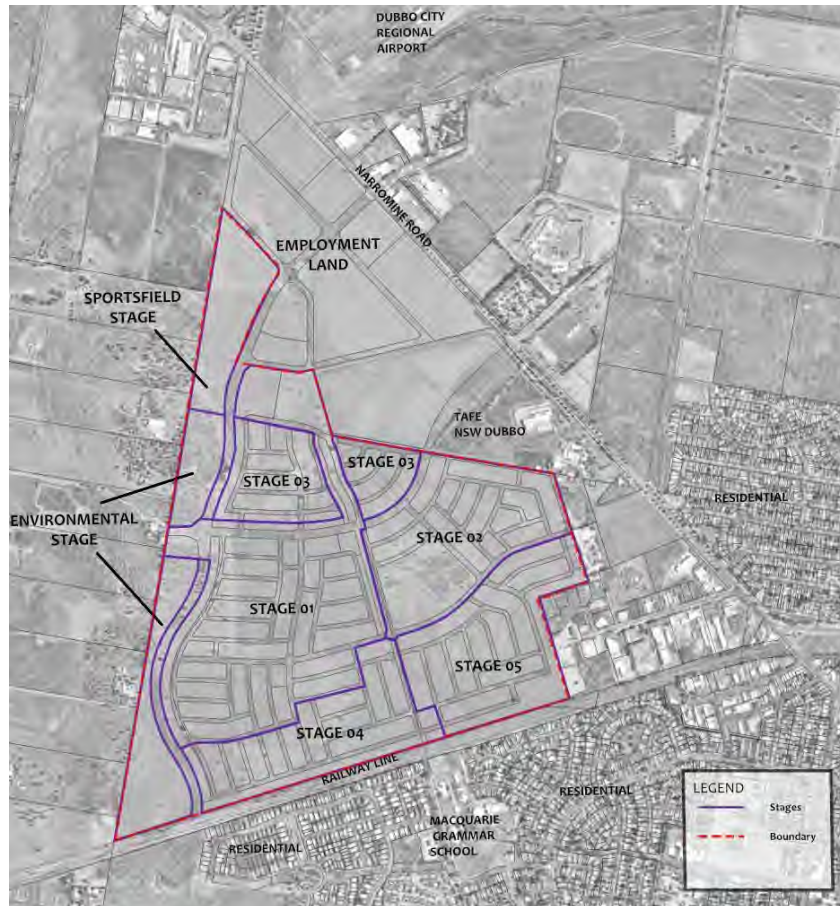 DUBBO CITY
REGIONAL
AIRPORT
NARROMINE ROAD
EMPLOYMENT
LAND
SPORTSFIELD
STAGE
TAFE
NSW DUBBO
STAGE 03
STAGE 03
RESIDENTIAL
ENVIRONMENTAL
STAGE
STAGE 02
STAGE 01
STAGE 05
STAGE 04
RAILWAY LINE
RESIDENTIAL
MACQUARIE
GRAMMAR
SCHOOL
RESIDENTIAL
LEGEND
Stages
Boundary